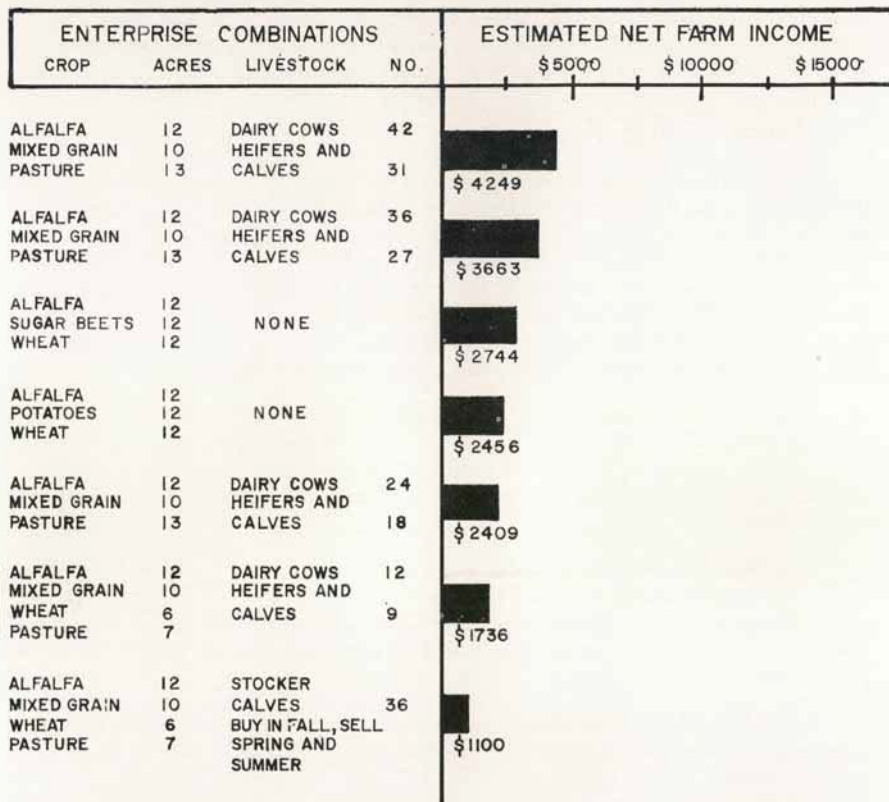 ENTERPRISE COMBINATIONS ESTIMATED NET FARM INCOME
CROP ACRES LIVESTOCK NO. $5000 $10000 $15000
ALFALFA 12 DAIRY COWS 42
MIXED GRAIN 10 HEIFERS AND
PASTURE 13 CALVES 31
$4249
ALFALFA 12 DAIRY COWS 36
MIXED GRAIN 10 HEIFERS AND
PASTURE 13 CALVES 27
$3663
ALFALFA 12
SUGAR BEETS 12 NONE
WHEAT 12
$2744
ALFALFA 12
POTATOES 12 NONE
WHEAT 12
$2456
ALFALFA 12 DAIRY COWS 24
MIXED GRAIN 10 HEIFERS AND
PASTURE 13 CALVES 18
$2409
ALFALFA 12 DAIRY COWS 12
MIXED GRAIN 10 HEIFERS AND
WHEAT 6 CALVES 9
PASTURE 7
$1736
ALFALFA 12 STOCKER
MIXED GRAIN 10 CALVES 36
WHEAT 6 BUY IN FALL, SELL
PASTURE 7 SPRING AND
$1100
SUMMER